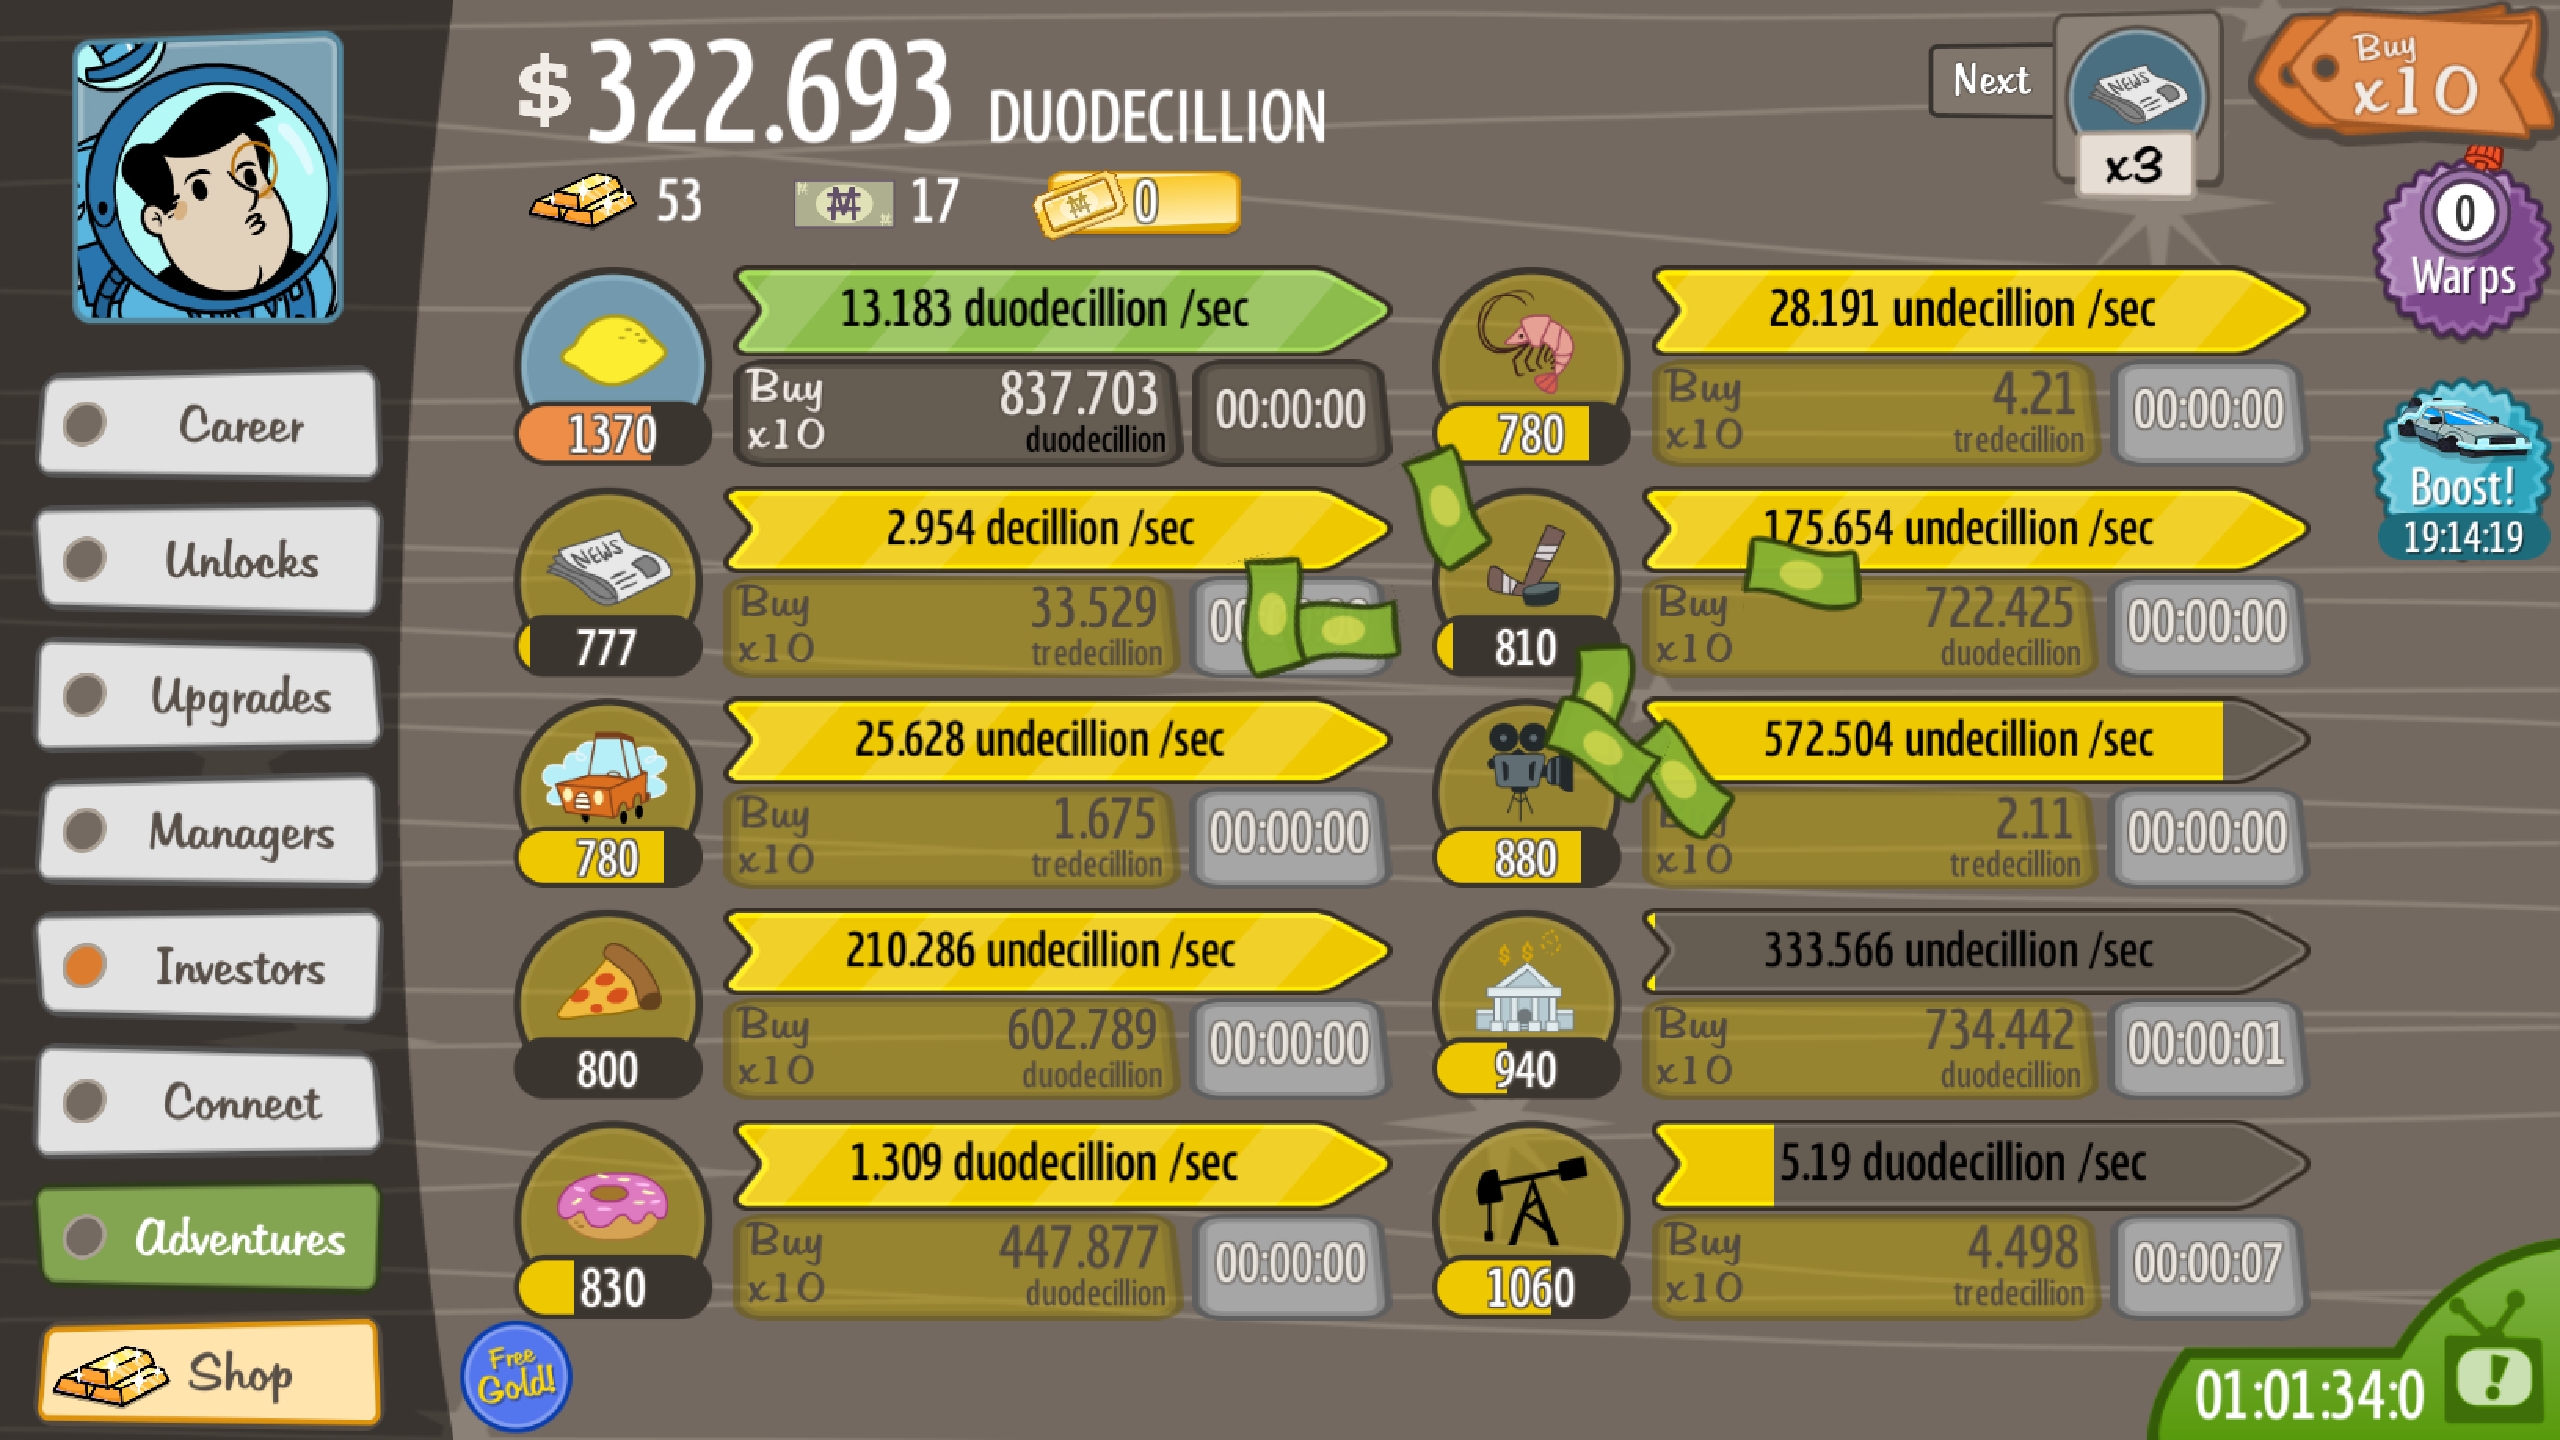 $322.693 DUODECILLION
53
17
0
Next
NEWS
x3
Buy
x10
0
Warps
Boost!
19:14:19
Career
Unlocks
Upgrades
Managers
Investors
Connect
Adventures
Shop
13.183 duodecillion /sec
1370
Buy
x10
837.703
duodecillion
00:00:00
28.191 undecillion /sec
780
Buy
x10
4.21
tredecillion
00:00:00
2.954 decillion /sec
NEWS
777
Buy
x10
33.529
tredecillion
175.654 undecillion /sec
810
Buy
x10
722.425
duodecillion
00:00:00
25.628 undecillion /sec
780
Buy
x10
1.675
tredecillion
00:00:00
572.504 undecillion /sec
880
x10
2.11
tredecillion
00:00:00
210.286 undecillion /sec
800
Buy
x10
602.789
duodecillion
00:00:00
333.566 undecillion /sec
940
Buy
x10
734.442
duodecillion
00:00:01
1.309 duodecillion /sec
830
Buy
x10
447.877
duodecillion
00:00:00
5.19 duodecillion /sec
1060
Buy
x10
4.498
tredecillion
00:00:07
Free
Gold!
01:01:34:0
!